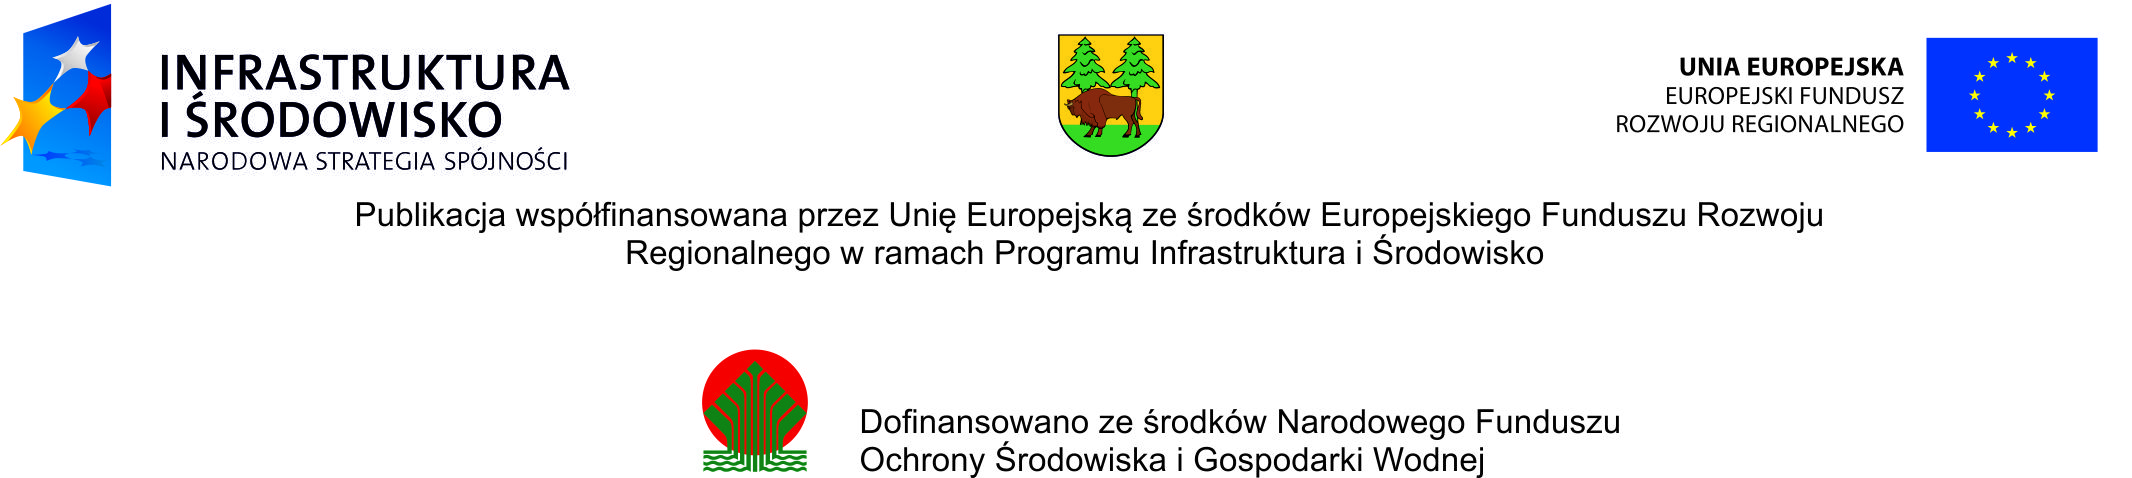 INFRASTRUKTURA
I ŚRODOWISKO
NARODOWA STRATEGIA SPÓJNOŚCI
UNIA EUROPEJSKA
EUROPEJSKI FUNDUSZ
ROZWOJU REGIONALNEGO
Publikacja współfinansowana przez Unię Europejską ze środków Europejskiego Funduszu Rozwoju
Regionalnego w ramach Programu Infrastruktura i Środowisko
Dofinansowano ze środków Narodowego Funduszu
Ochrony Środowiska i Gospodarki Wodnej